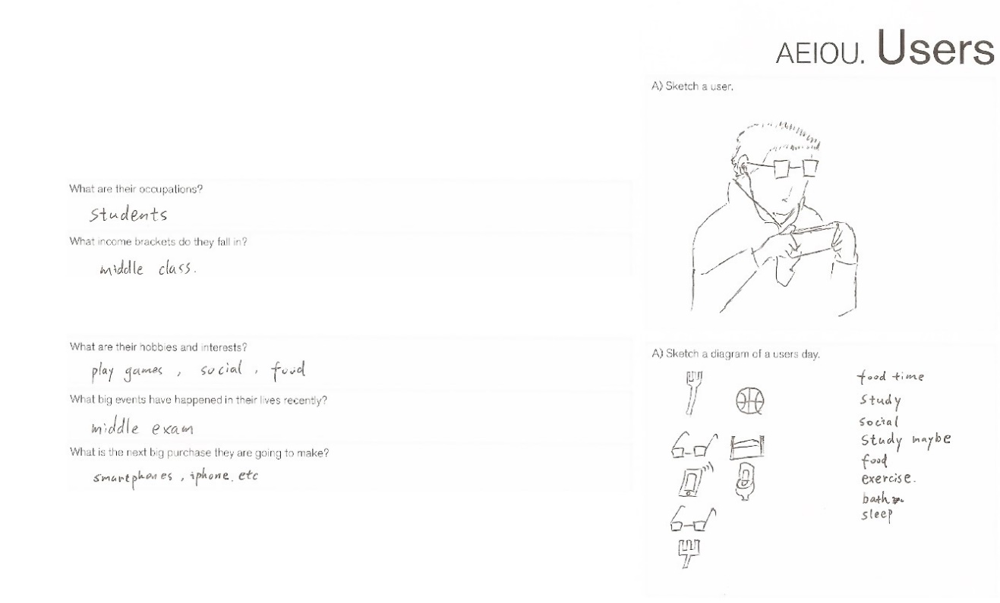 AEIOU. Users
What are their occupations?
students
What income brackets do they fall in?
middle class.
What are their hobbies and interests?
play games , social , food
What big events have happened in their lives recently?
middle exam
What is the next big purchase they are going to make?
smartphones , iphone. etc
A) Sketch a user.
A) Sketch a diagram of a users day.
food time
study
social
study maybe
food
exercise.
bath
sleep